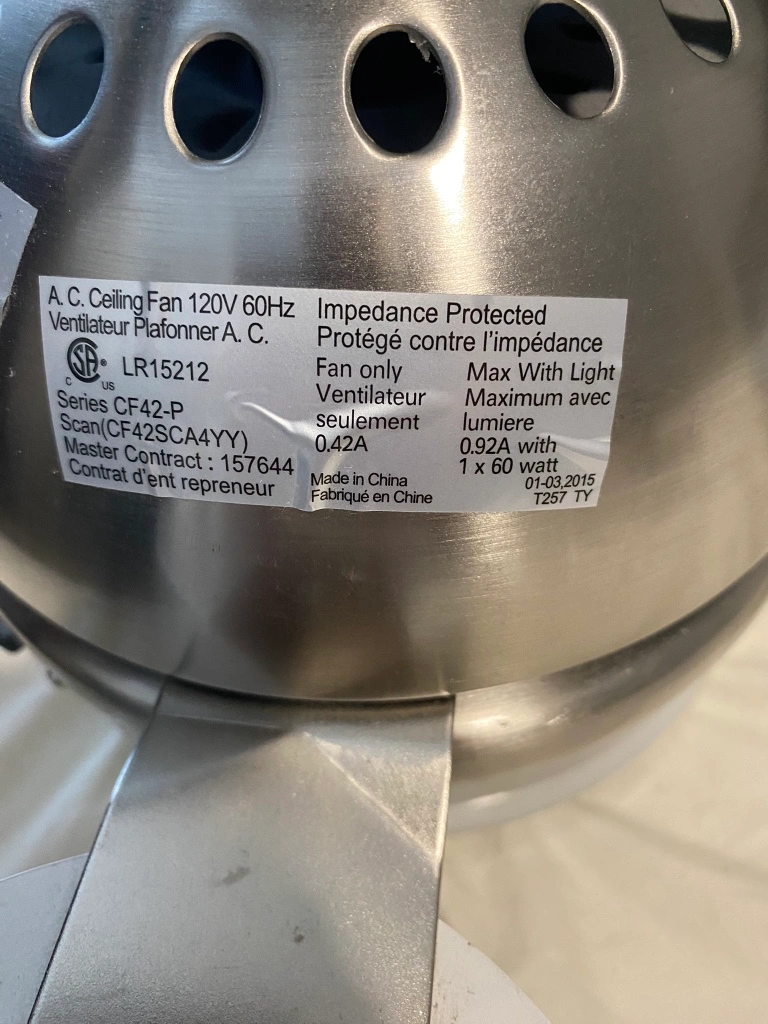 A. C. Ceiling Fan 120V 60Hz
Ventilateur Plafonner A. C.
CSA® C US LR15212
Series CF42-P
Scan(CF42SCA4YY)
Master Contract : 157644
Contrat d'ent repreneur
Impedance Protected
Protégé contre l'impédance
Fan only Max With Light
Ventilateur Maximum avec
seulement lumiere
0.42A 0.92A with
1 x 60 watt
Made in China 01-03,2015
Fabriqué en Chine T257 TY